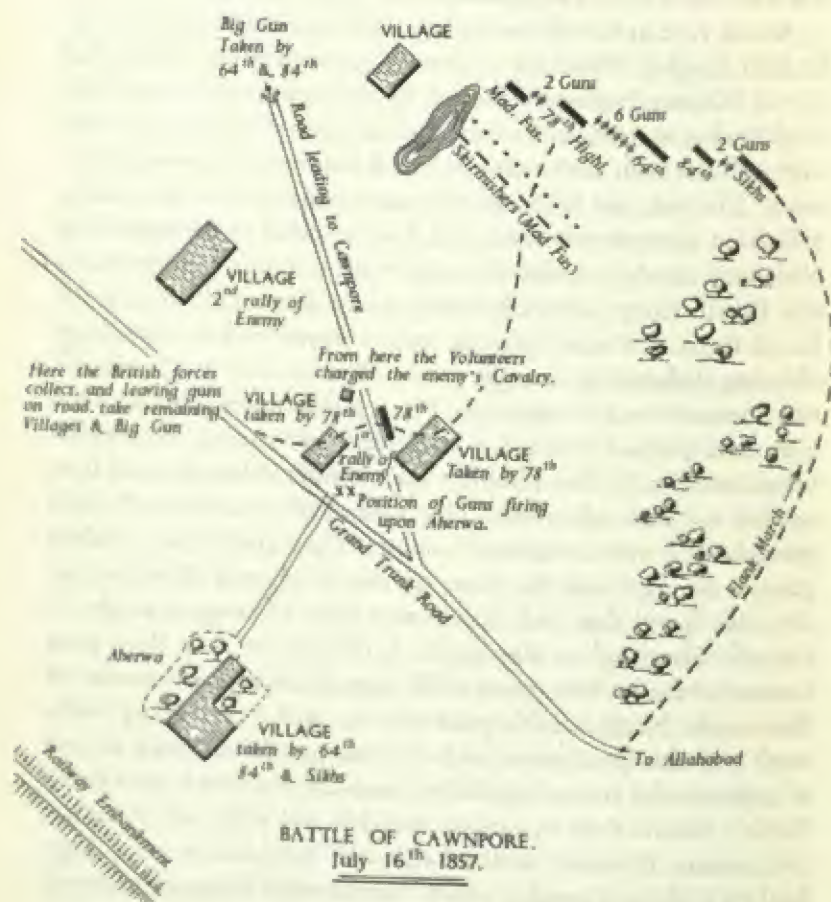 Big Gun
Taken by
64th & 84th
VILLAGE
Road leading to Cawnpore
2 Guns
6 Guns
2 Guns
Mad. Fus.
78th Highl.
64th
84th
Sikhs
Skirmishers (Mad Fus)
VILLAGE
2nd rally of
Enemy
Here the British forces
collect, and leaving guns
on road, take remaining
Villages & Big Gun
From here the Volunteers
charged the enemy's Cavalry.
VILLAGE
taken by 78th
78th
1st
rally of
Enemy
VILLAGE
Taken by 78th
Position of Guns firing
upon Aherwa.
Grand Trunk Road
Flank March
Aherwa
VILLAGE
taken by 64th
84th & Sikhs
To Allahabad
Railway Embankment
BATTLE OF CAWNPORE.
July 16th 1857.